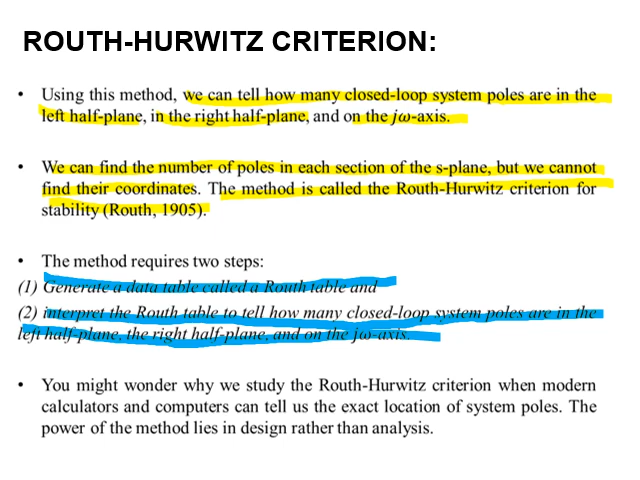 ROUTH-HURWITZ CRITERION:
• Using this method, we can tell how many closed-loop system poles are in the
left half-plane, in the right half-plane, and on the jω-axis.
• We can find the number of poles in each section of the s-plane, but we cannot
find their coordinates. The method is called the Routh-Hurwitz criterion for
stability (Routh, 1905).
• The method requires two steps:
(1) Generate a data table called a Routh table and
(2) interpret the Routh table to tell how many closed-loop system poles are in the
left half-plane, the right half-plane, and on the jω-axis.
• You might wonder why we study the Routh-Hurwitz criterion when modern
calculators and computers can tell us the exact location of system poles. The
power of the method lies in design rather than analysis.